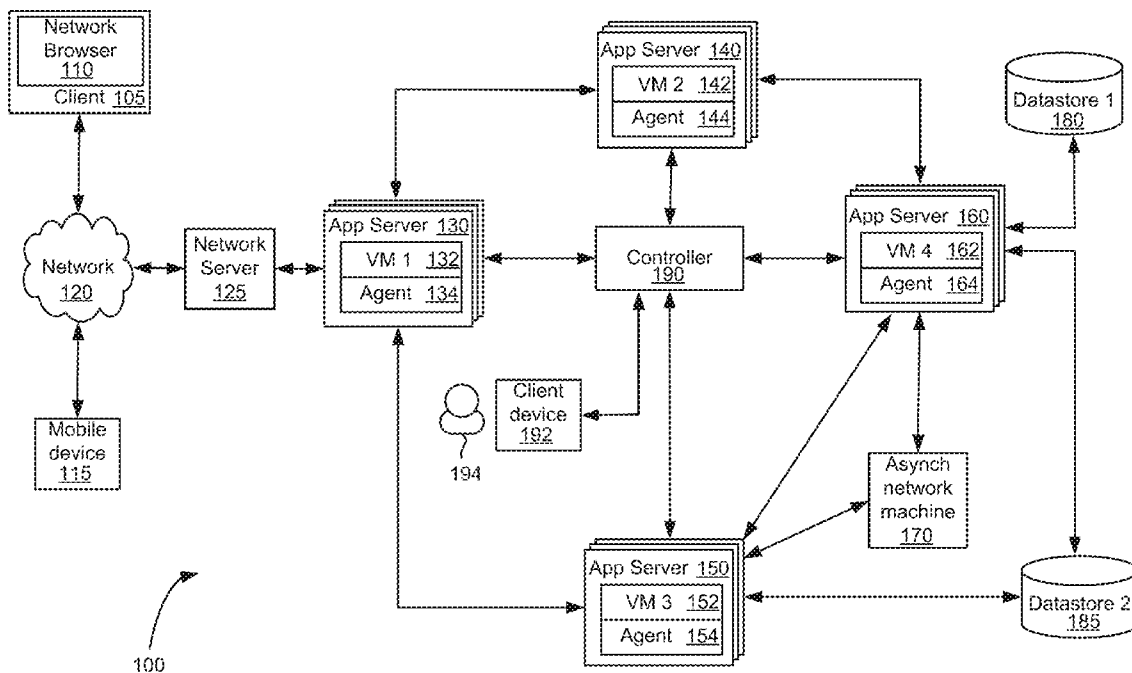 Network
Browser
110
Client 105
Network
120
Mobile
device
115
Network
Server
125
App Server 130
VM 1 132
Agent 134
App Server 140
VM 2 142
Agent 144
Controller
190
Client
device
192
194
App Server 150
VM 3 152
Agent 154
App Server 160
VM 4 162
Agent 164
Asynch
network
machine
170
Datastore 1
180
Datastore 2
185
100